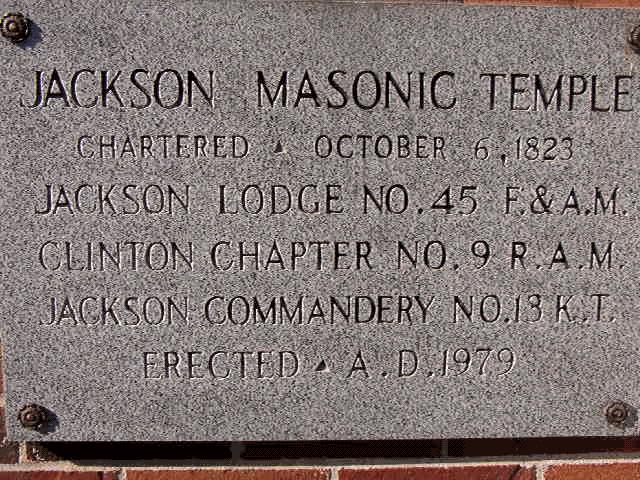 JACKSON MASONIC TEMPLE
CHARTERED ▲ OCTOBER 6, 1823
JACKSON LODGE NO. 45 F. & A.M.
CLINTON CHAPTER NO. 9 R.A.M.
JACKSON COMMANDERY NO. 13 K.T.
ERECTED ▲ A.D. 1979